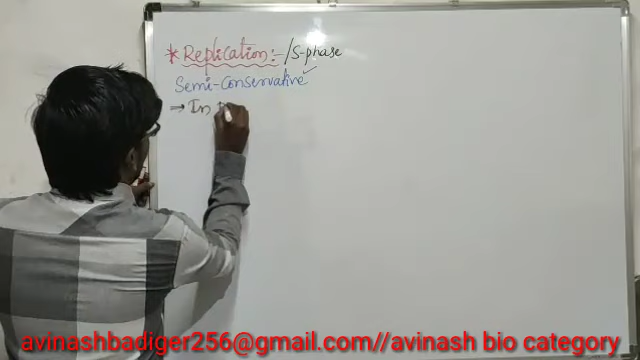 * Replication:-/S-phase
Semi-Conservative ✓
⇒ In
avinashbadiger256@gmail.com//avinash bio category